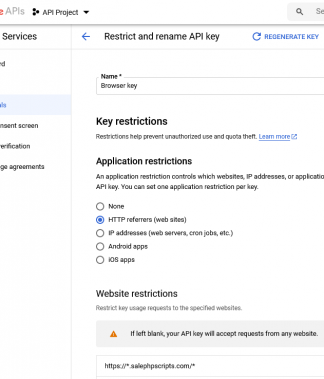 APIs API Project
Services Restrict and rename API key REGENERATE KEY
Name *
Browser key
Key restrictions
consent screen
Restrictions help prevent unauthorized use and quota theft. Learn more
verification
ge agreements
Application restrictions
An application restriction controls which websites, IP addresses, or applicatio
API key. You can set one application restriction per key.
None
HTTP referrers (web sites)
IP addresses (web servers, cron jobs, etc.)
Android apps
iOS apps
Website restrictions
Restrict key usage requests to the specified websites.
If left blank, your API key will accept requests from any website.
https://*.salephpscripts.com/*